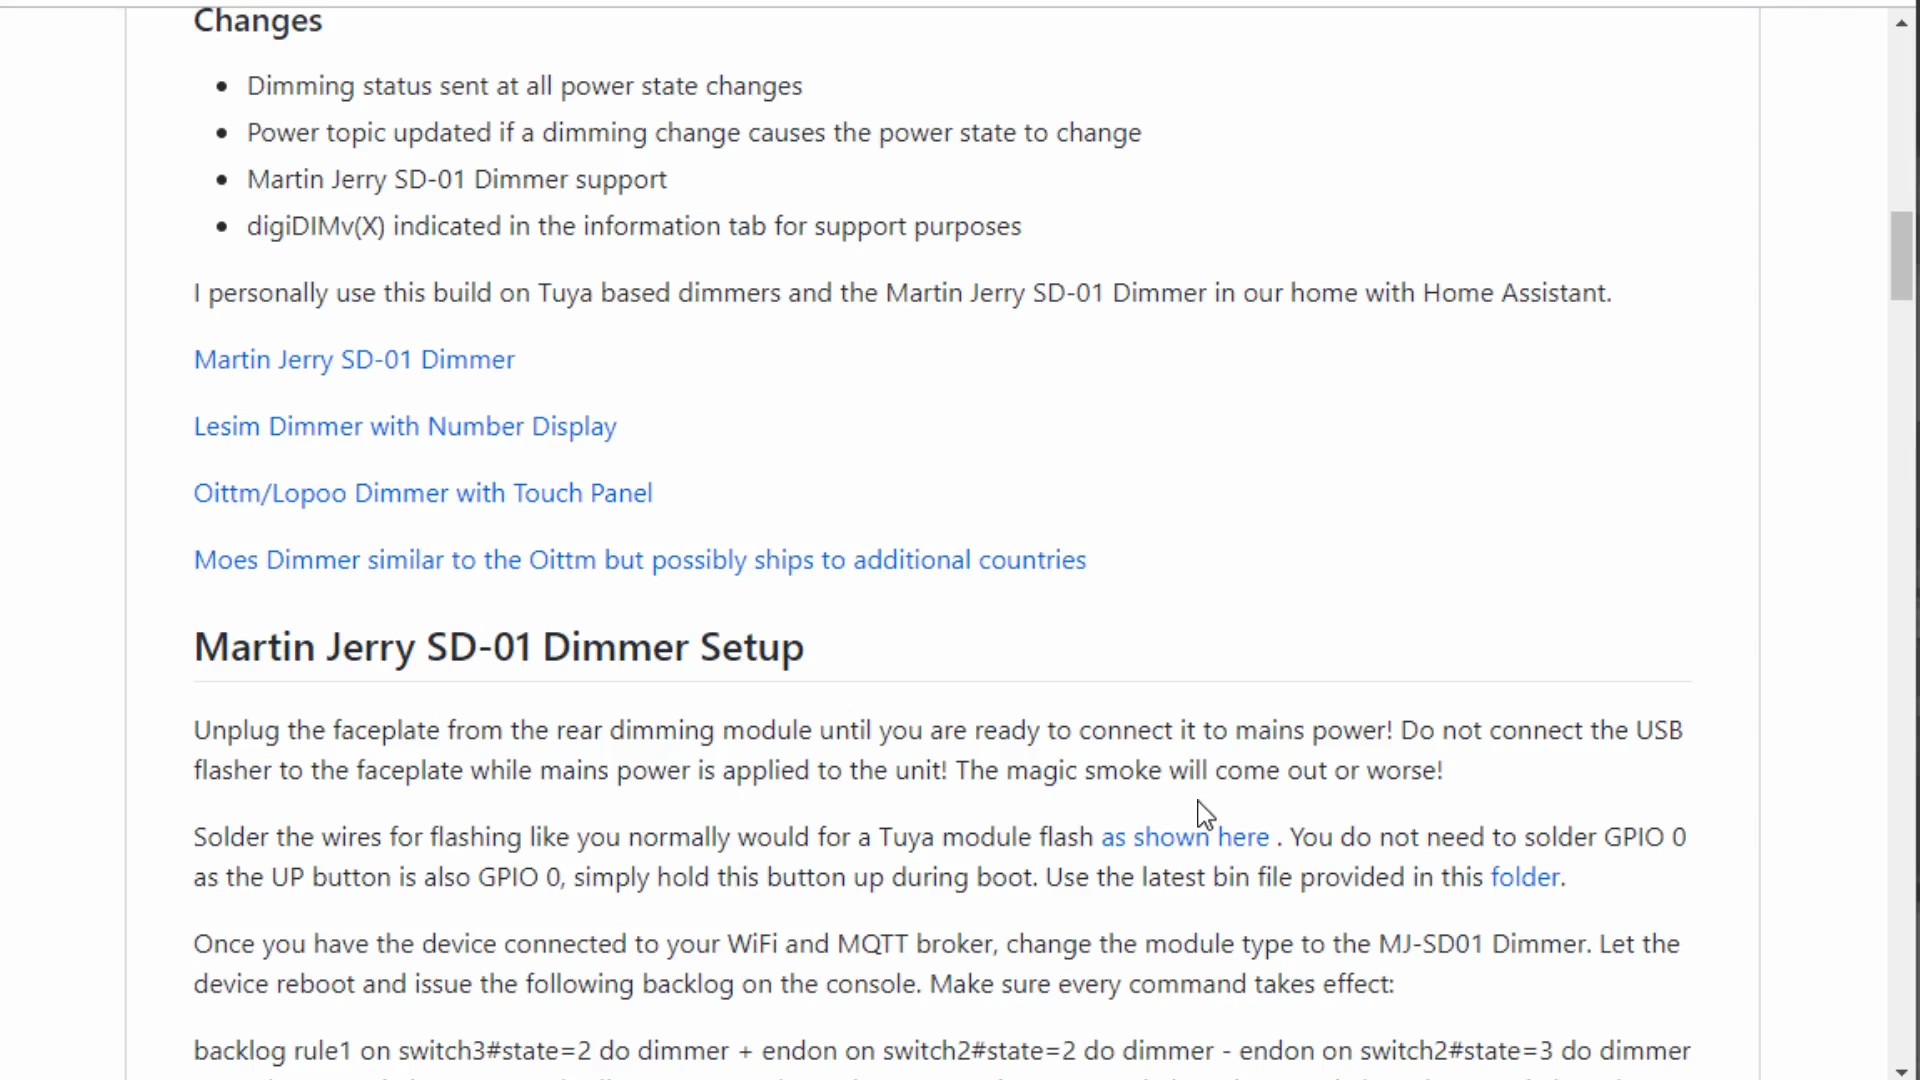 Changes
Dimming status sent at all power state changes
Power topic updated if a dimming change causes the power state to change
Martin Jerry SD-01 Dimmer support
digiDIMv(X) indicated in the information tab for support purposes
I personally use this build on Tuya based dimmers and the Martin Jerry SD-01 Dimmer in our home with Home Assistant.
Martin Jerry SD-01 Dimmer
Lesim Dimmer with Number Display
Oittm/Lopoo Dimmer with Touch Panel
Moes Dimmer similar to the Oittm but possibly ships to additional countries
Martin Jerry SD-01 Dimmer Setup
Unplug the faceplate from the rear dimming module until you are ready to connect it to mains power! Do not connect the USB
flasher to the faceplate while mains power is applied to the unit! The magic smoke will come out or worse!
Solder the wires for flashing like you normally would for a Tuya module flash as shown here . You do not need to solder GPIO 0
as the UP button is also GPIO 0, simply hold this button up during boot. Use the latest bin file provided in this folder.
Once you have the device connected to your WiFi and MQTT broker, change the module type to the MJ-SD01 Dimmer. Let the
device reboot and issue the following backlog on the console. Make sure every command takes effect:
backlog rule1 on switch3#state=2 do dimmer + endon on switch2#state=2 do dimmer - endon on switch2#state=3 do dimmer